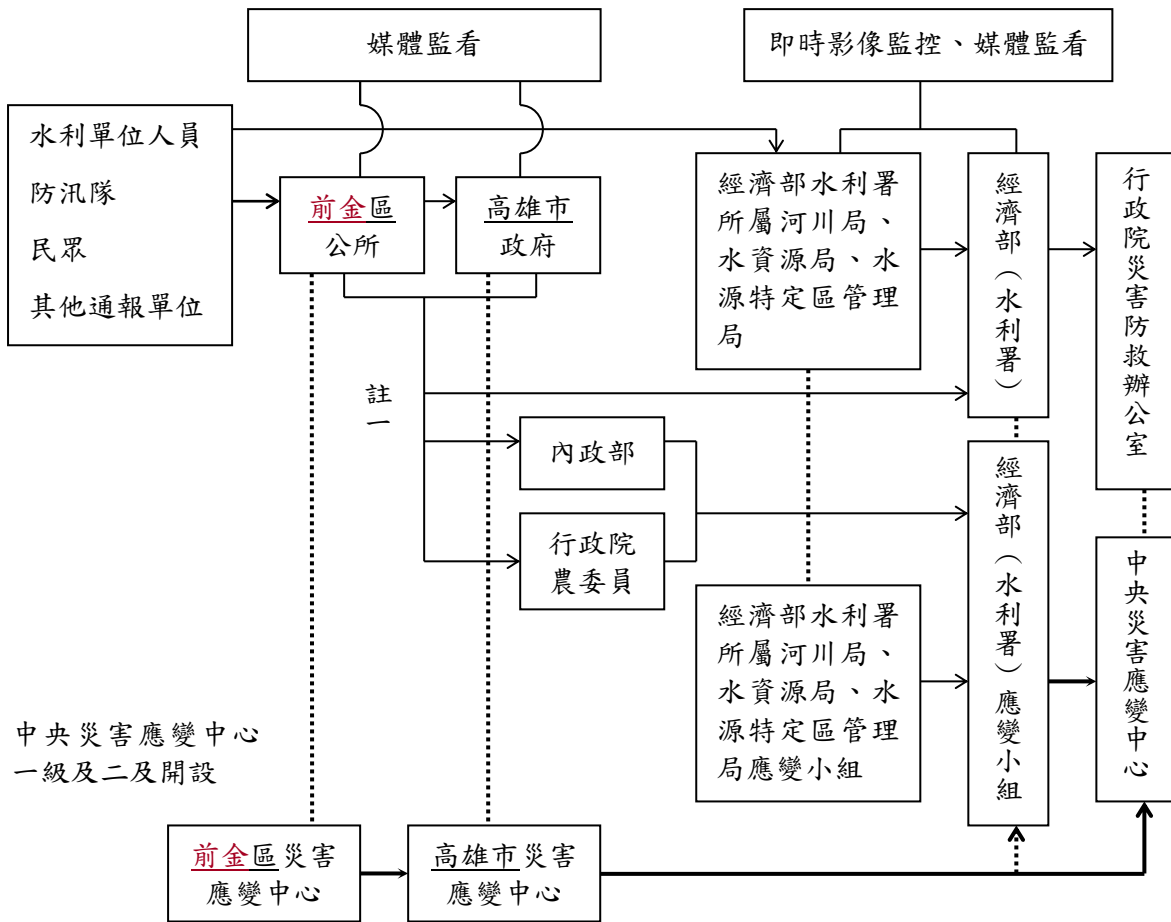 媒體監看
即時影像監控、媒體監看
水利單位人員
防汛隊
民眾
其他通報單位
前金區
公所
高雄市
政府
經濟部水利署
所屬河川局、
水資源局、水
源特定區管理
局
經濟部（水利署）
行政院災害防救辦公室
註一
內政部
行政院
農委員
經濟部水利署
所屬河川局、
水資源局、水
源特定區管理
局應變小組
經濟部（水利署）應變小組
中央災害應變中心
中央災害應變中心
一級及二及開設
前金區災害
應變中心
高雄市災害
應變中心